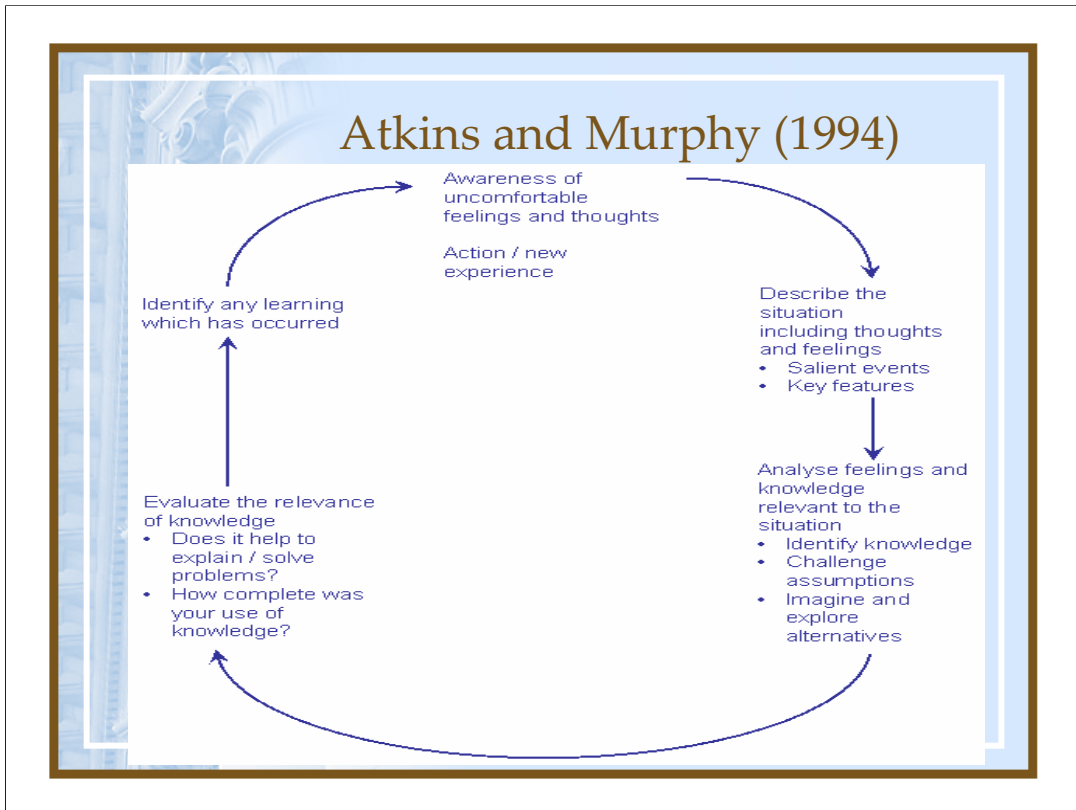 Atkins and Murphy (1994)
Awareness of
uncomfortable
feelings and thoughts
Action / new
experience
Describe the
situation
including thoughts
and feelings
• Salient events
• Key features
Analyse feelings and
knowledge
relevant to the
situation
• Identify knowledge
• Challenge
assumptions
• Imagine and
explore
alternatives
Evaluate the relevance
of knowledge
• Does it help to
explain / solve
problems?
• How complete was
your use of
knowledge?
Identify any learning
which has occurred